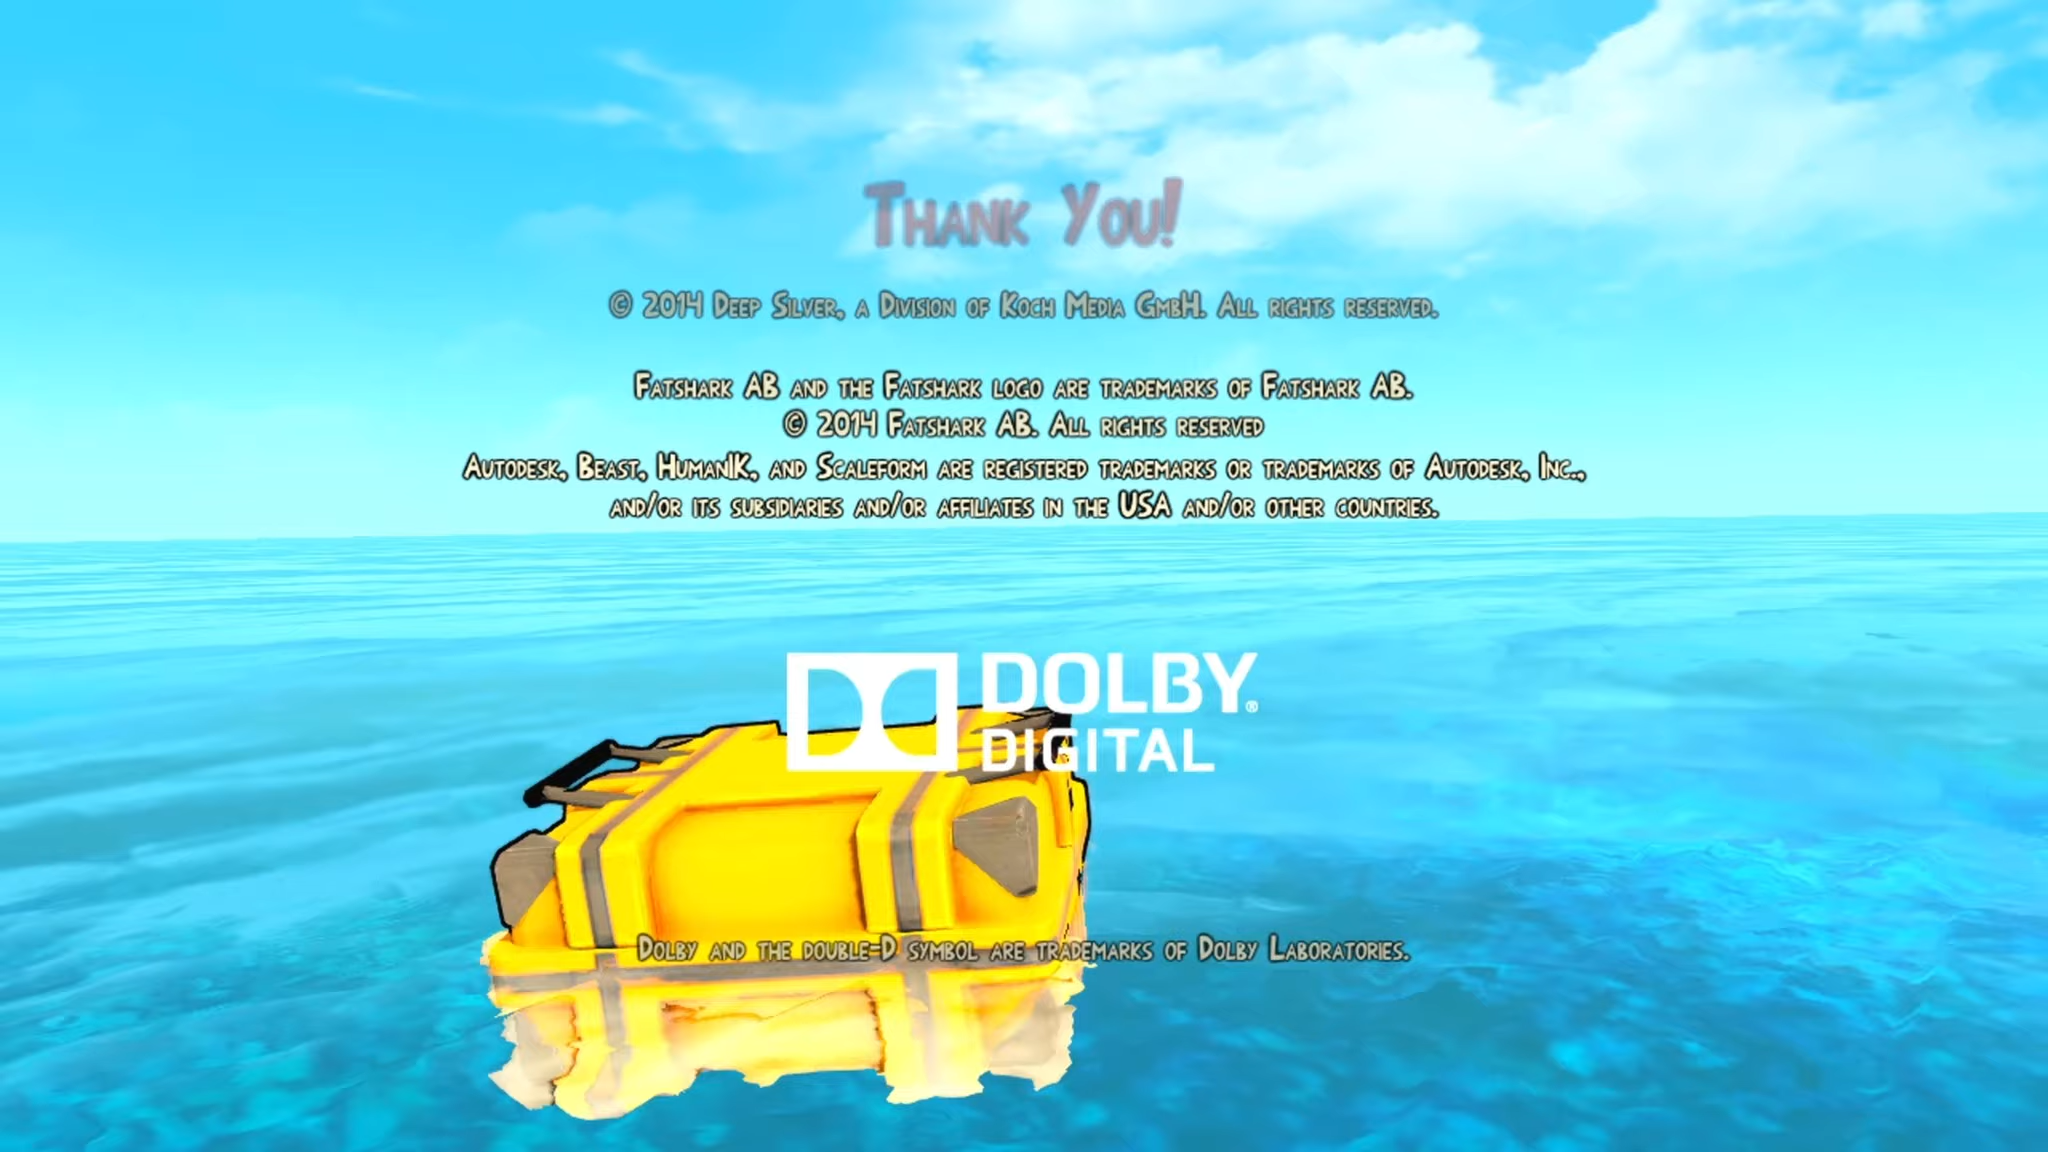 Thank You!
© 2014 Deep Silver, a Division of Koch Media GmbH. All rights reserved.
Fatshark AB and the Fatshark logo are trademarks of Fatshark AB.
© 2014 Fatshark AB. All rights reserved
Autodesk, Beast, HumanIK, and Scaleform are registered trademarks or trademarks of Autodesk, Inc.,
and/or its subsidiaries and/or affiliates in the USA and/or other countries.
DOLBY®
DIGITAL
Dolby and the double-D symbol are trademarks of Dolby Laboratories.